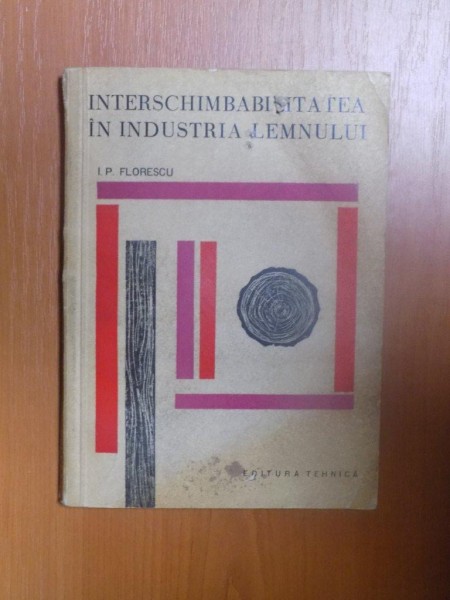 INTERSCHIMBABILITATEA
ÎN INDUSTRIA LEMNULUI
I. P. FLORESCU
EDITURA TEHNICĂ